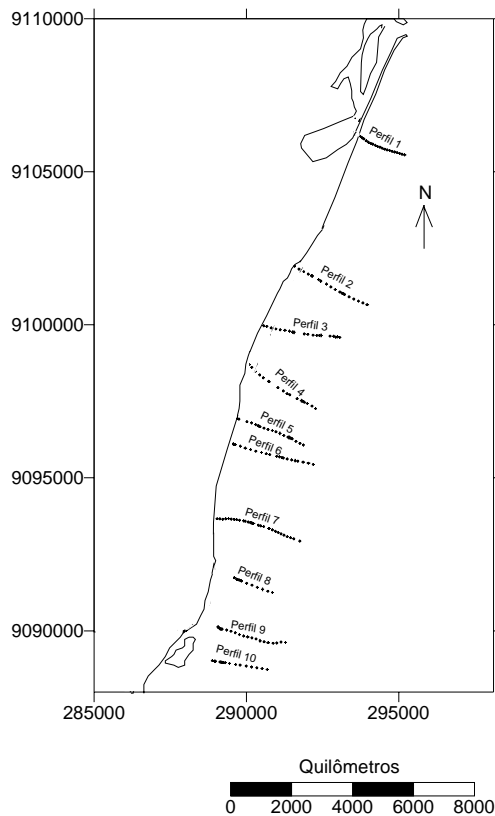 9110000
Perfil 1
9105000
N
Perfil 2
9100000
Perfil 3
Perfil 4
Perfil 5
Perfil 6
9095000
Perfil 7
Perfil 8
9090000
Perfil 9
Perfil 10
285000 290000 295000
Quilômetros
0 2000 4000 6000 8000